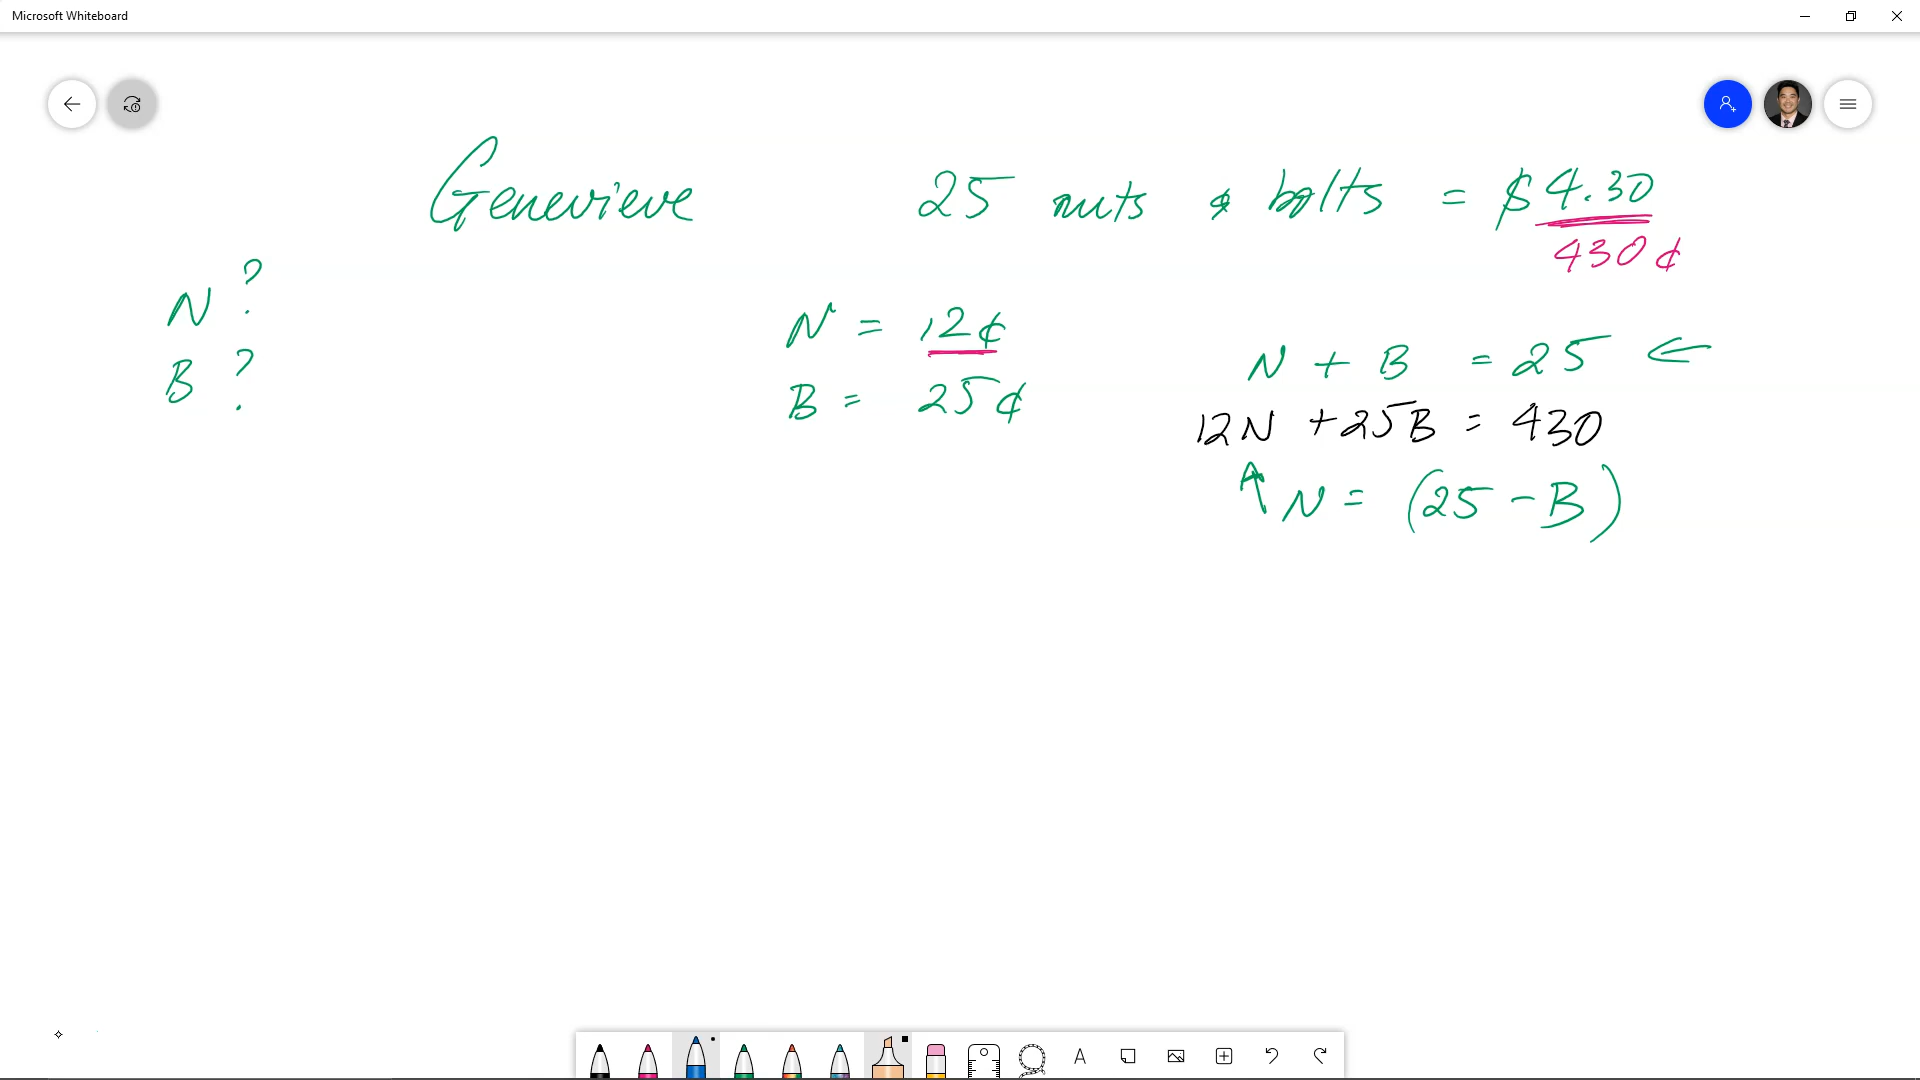 Microsoft Whiteboard
Genevieve 25 nuts & bolts = $4.30
430¢
N ?
B ?
N = 12¢
B = 25¢
N + B = 25 ←
12N + 25B = 430
↑ N = (25 - B)
A